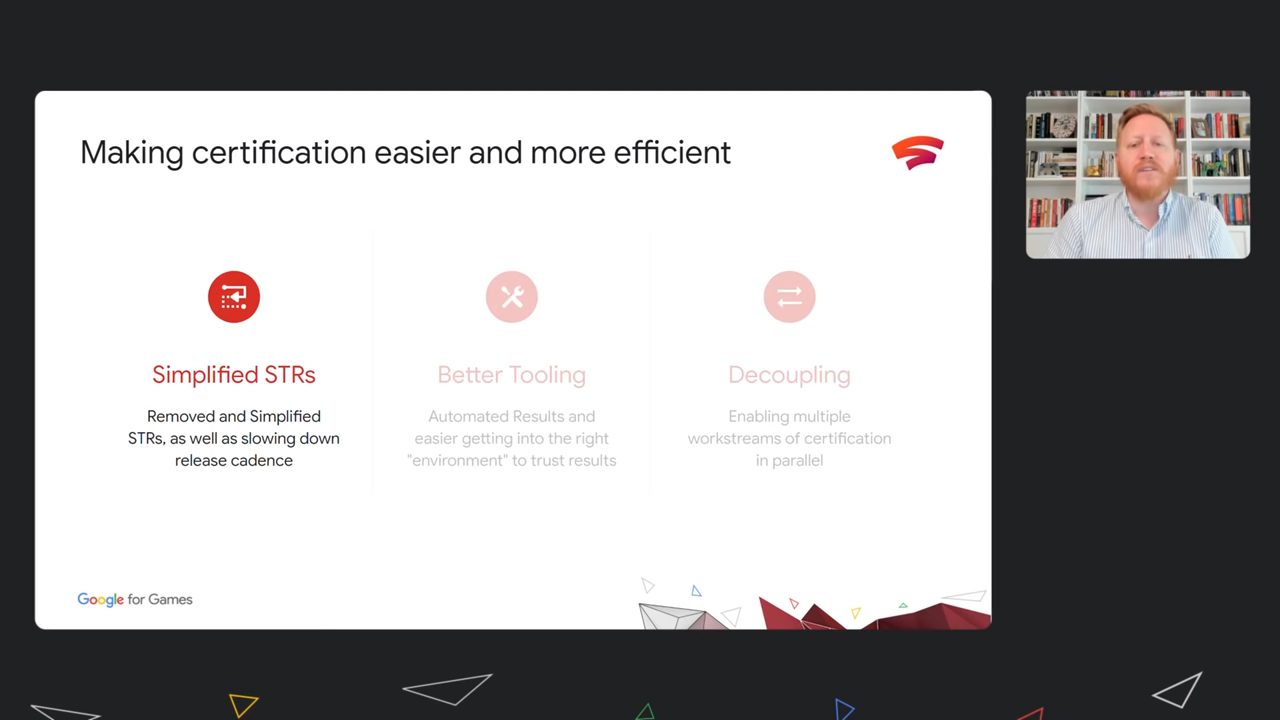 Making certification easier and more efficient
Simplified STRs
Removed and Simplified
STRs, as well as slowing down
release cadence
Better Tooling
Automated Results and
easier getting into the right
"environment" to trust results
Decoupling
Enabling multiple
workstreams of certification
in parallel
Google for Games